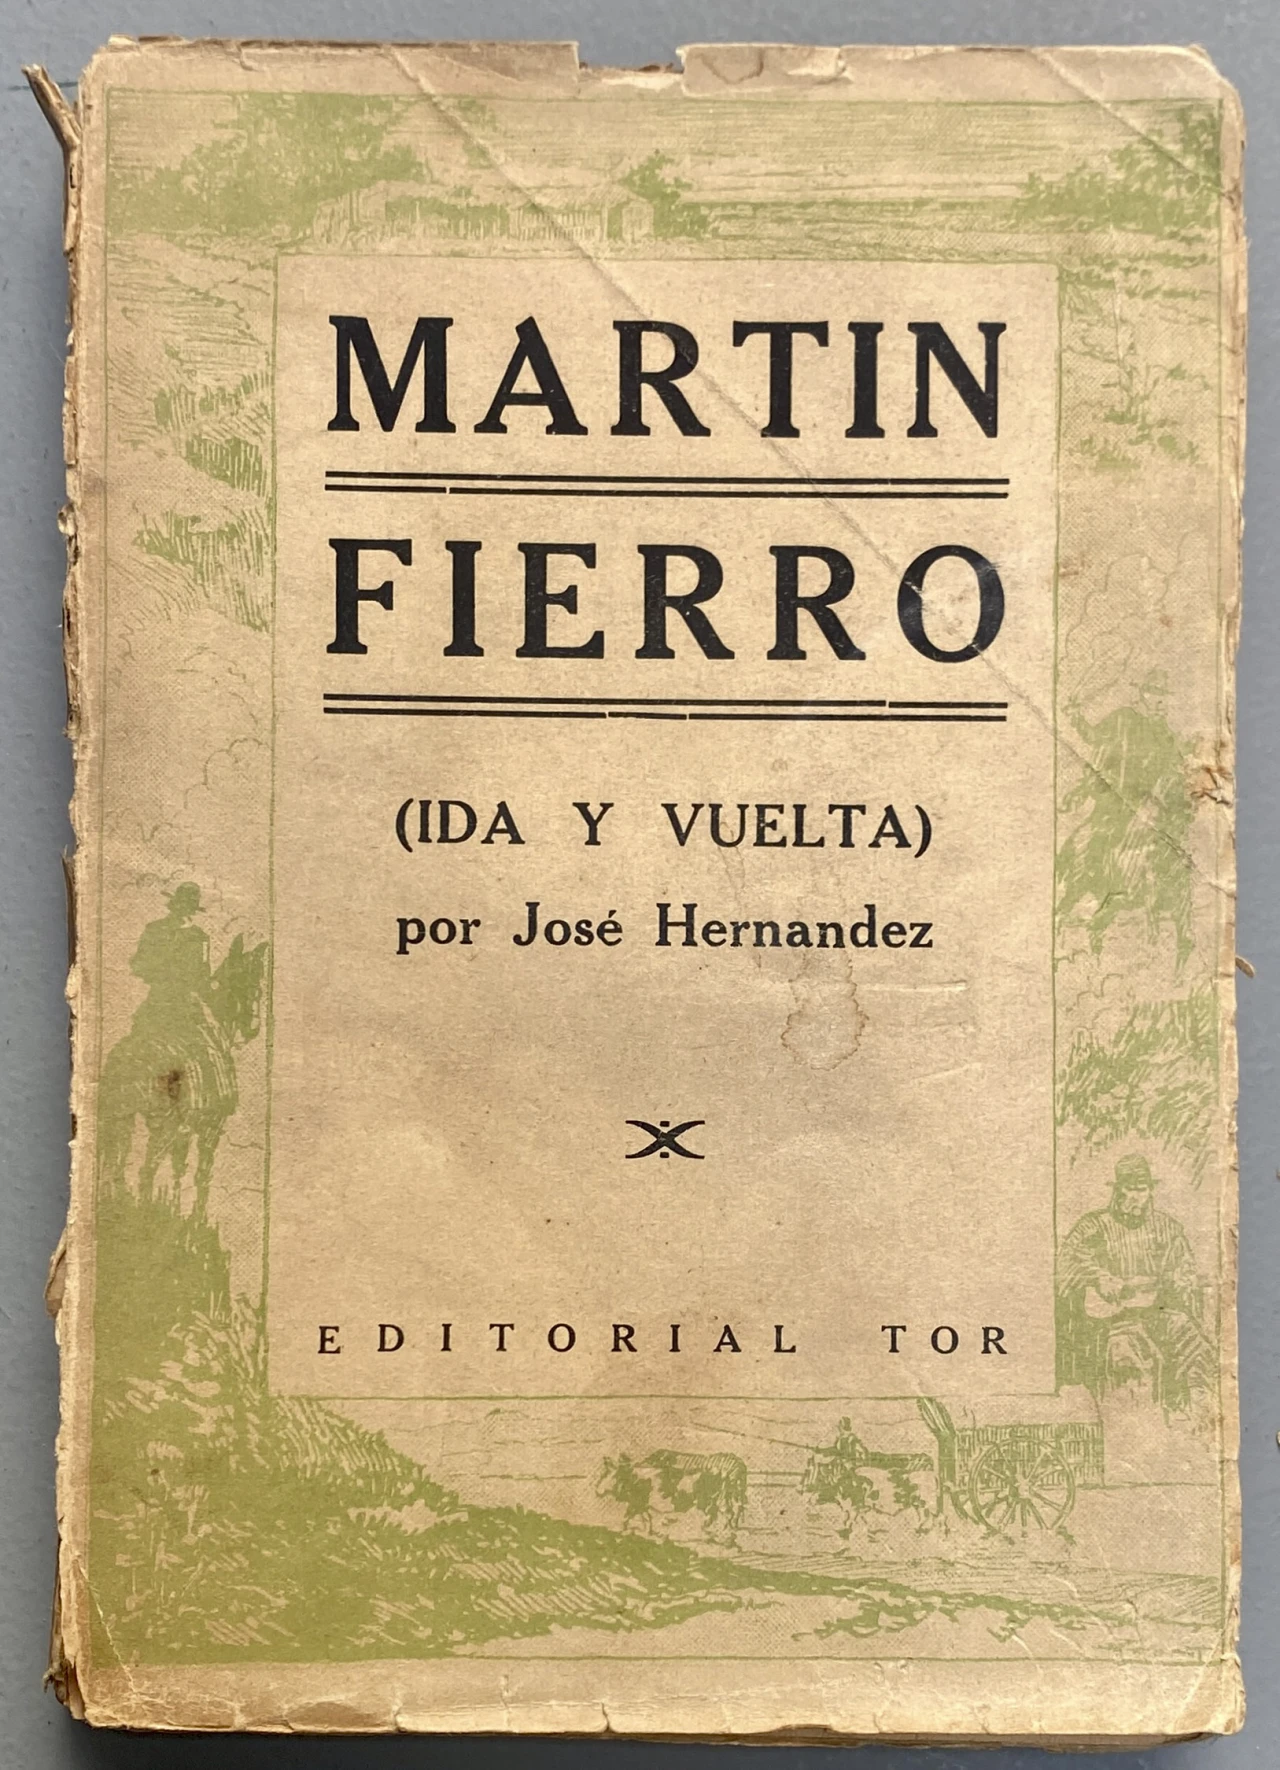 MARTIN
FIERRO
(IDA Y VUELTA)
por José Hernandez
EDITORIAL TOR